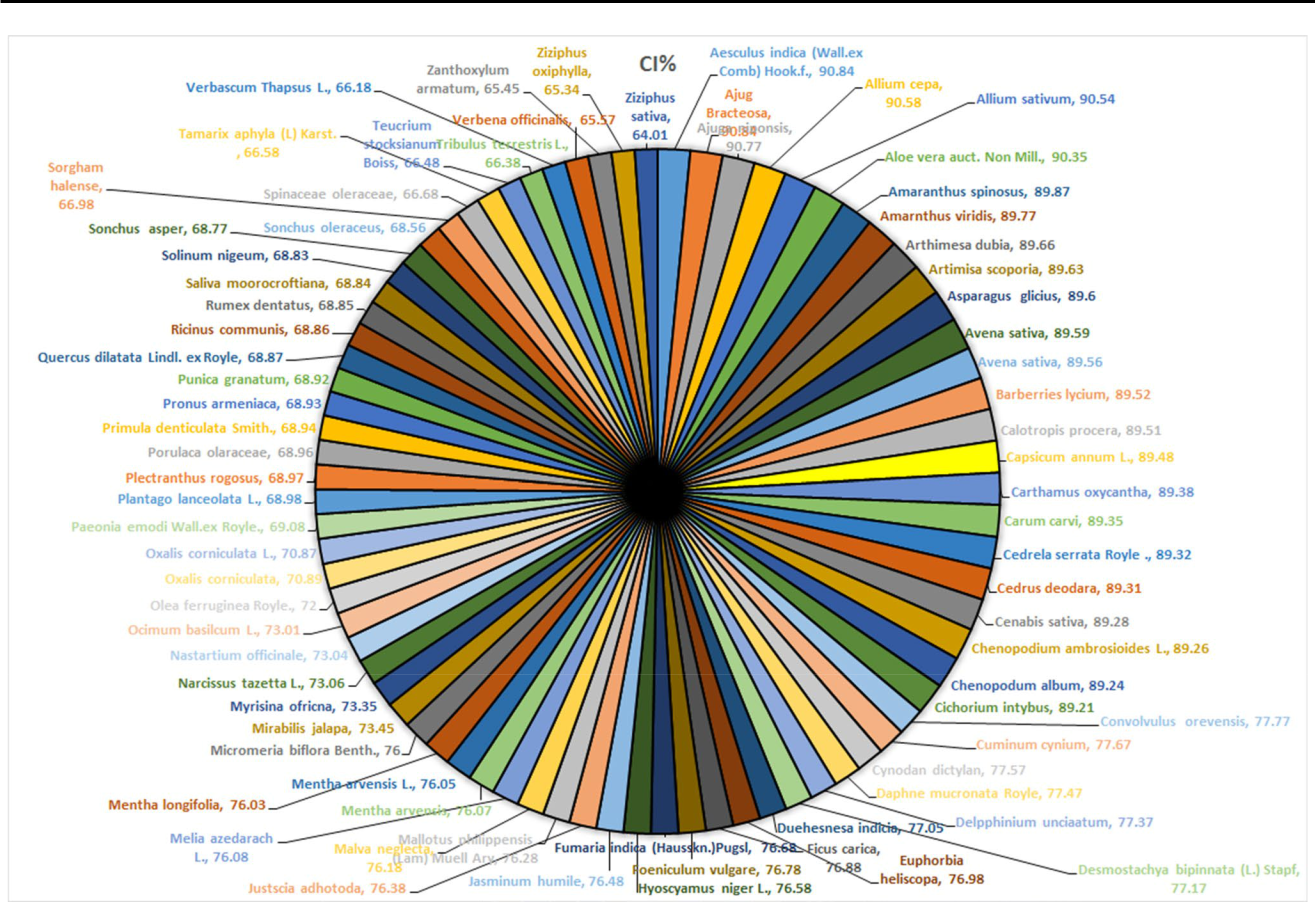 CI%
Aesculus indica (Wall.ex
Comb) Hook.f., 90.84
Ajug
Bracteosa,
90.84
Ajuga niponsis,
90.77
Allium cepa,
90.58
Allium sativum, 90.54
Aloe vera auct. Non Mill., 90.35
Amaranthus spinosus, 89.87
Amarnthus viridis, 89.77
Arthimesa dubia, 89.66
Artimisa scoporia, 89.63
Asparagus glicius, 89.6
Avena sativa, 89.59
Avena sativa, 89.56
Barberries lycium, 89.52
Calotropis procera, 89.51
Capsicum annum L., 89.48
Carthamus oxycantha, 89.38
Carum carvi, 89.35
Cedrela serrata Royle ., 89.32
Cedrus deodara, 89.31
Cenabis sativa, 89.28
Chenopodium ambrosioides L., 89.26
Chenopodum album, 89.24
Cichorium intybus, 89.21
Convolvulus orevensis, 77.77
Cuminum cynium, 77.67
Cynodan dictylan, 77.57
Daphne mucronata Royle, 77.47
Delpphinium unciaatum, 77.37
Desmostachya bipinnata (L.) Stapf,
77.17
Duehesnesa indicia, 77.05
Euphorbia
heliscopa, 76.98
Ficus carica,
76.88
Foeniculum vulgare, 76.78
Fumaria indica (Hausskn.)Pugsl, 76.68
Hyoscyamus niger L., 76.58
Jasminum humile, 76.48
Justscia adhotoda, 76.38
Mallotus philippensis
(Lam) Muell Arv, 76.28
Malva neglecta,
76.18
Melia azedarach
L., 76.08
Mentha arvensis, 76.07
Mentha arvensis L., 76.05
Mentha longifolia, 76.03
Micromeria biflora Benth., 76
Mirabilis jalapa, 73.45
Myrisina ofricna, 73.35
Narcissus tazetta L., 73.06
Nastartium officinale, 73.04
Ocimum basilcum L., 73.01
Olea ferruginea Royle., 72
Oxalis corniculata, 70.89
Oxalis corniculata L., 70.87
Paeonia emodi Wall.ex Royle., 69.08
Plantago lanceolata L., 68.98
Plectranthus rogosus, 68.97
Porulaca olaraceae, 68.96
Primula denticulata Smith., 68.94
Pronus armeniaca, 68.93
Punica granatum, 68.92
Quercus dilatata Lindl. ex Royle, 68.87
Ricinus communis, 68.86
Rumex dentatus, 68.85
Saliva moorocroftiana, 68.84
Solinum nigeum, 68.83
Sonchus asper, 68.77
Sonchus oleraceus, 68.56
Sorgham
halense,
66.98
Spinaceae oleraceae, 66.68
Tamarix aphyla (L) Karst.
, 66.58
Teucrium
stocksianum
Boiss, 66.48
Tribulus terrestris L.,
66.38
Verbascum Thapsus L., 66.18
Verbena officinalis, 65.57
Zanthoxylum
armatum, 65.45
Ziziphus
oxiphylla,
65.34
Ziziphus
sativa,
64.01